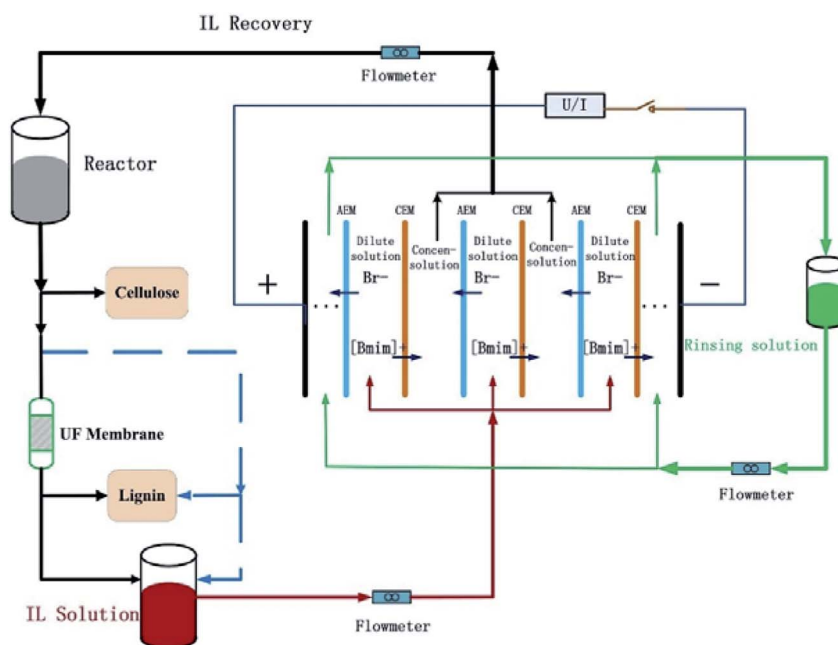 IL Recovery
Flowmeter
U/I
Reactor
AEM
CEM
AEM
CEM
AEM
CEM
Dilute
solution
Concen-
solution
Dilute
solution
Concen-
solution
Dilute
solution
Br-
Br-
Br-
+
...
...
-
Cellulose
[Bmim]+
[Bmim]+
[Bmim]+
Rinsing solution
UF Membrane
Lignin
Flowmeter
IL Solution
Flowmeter